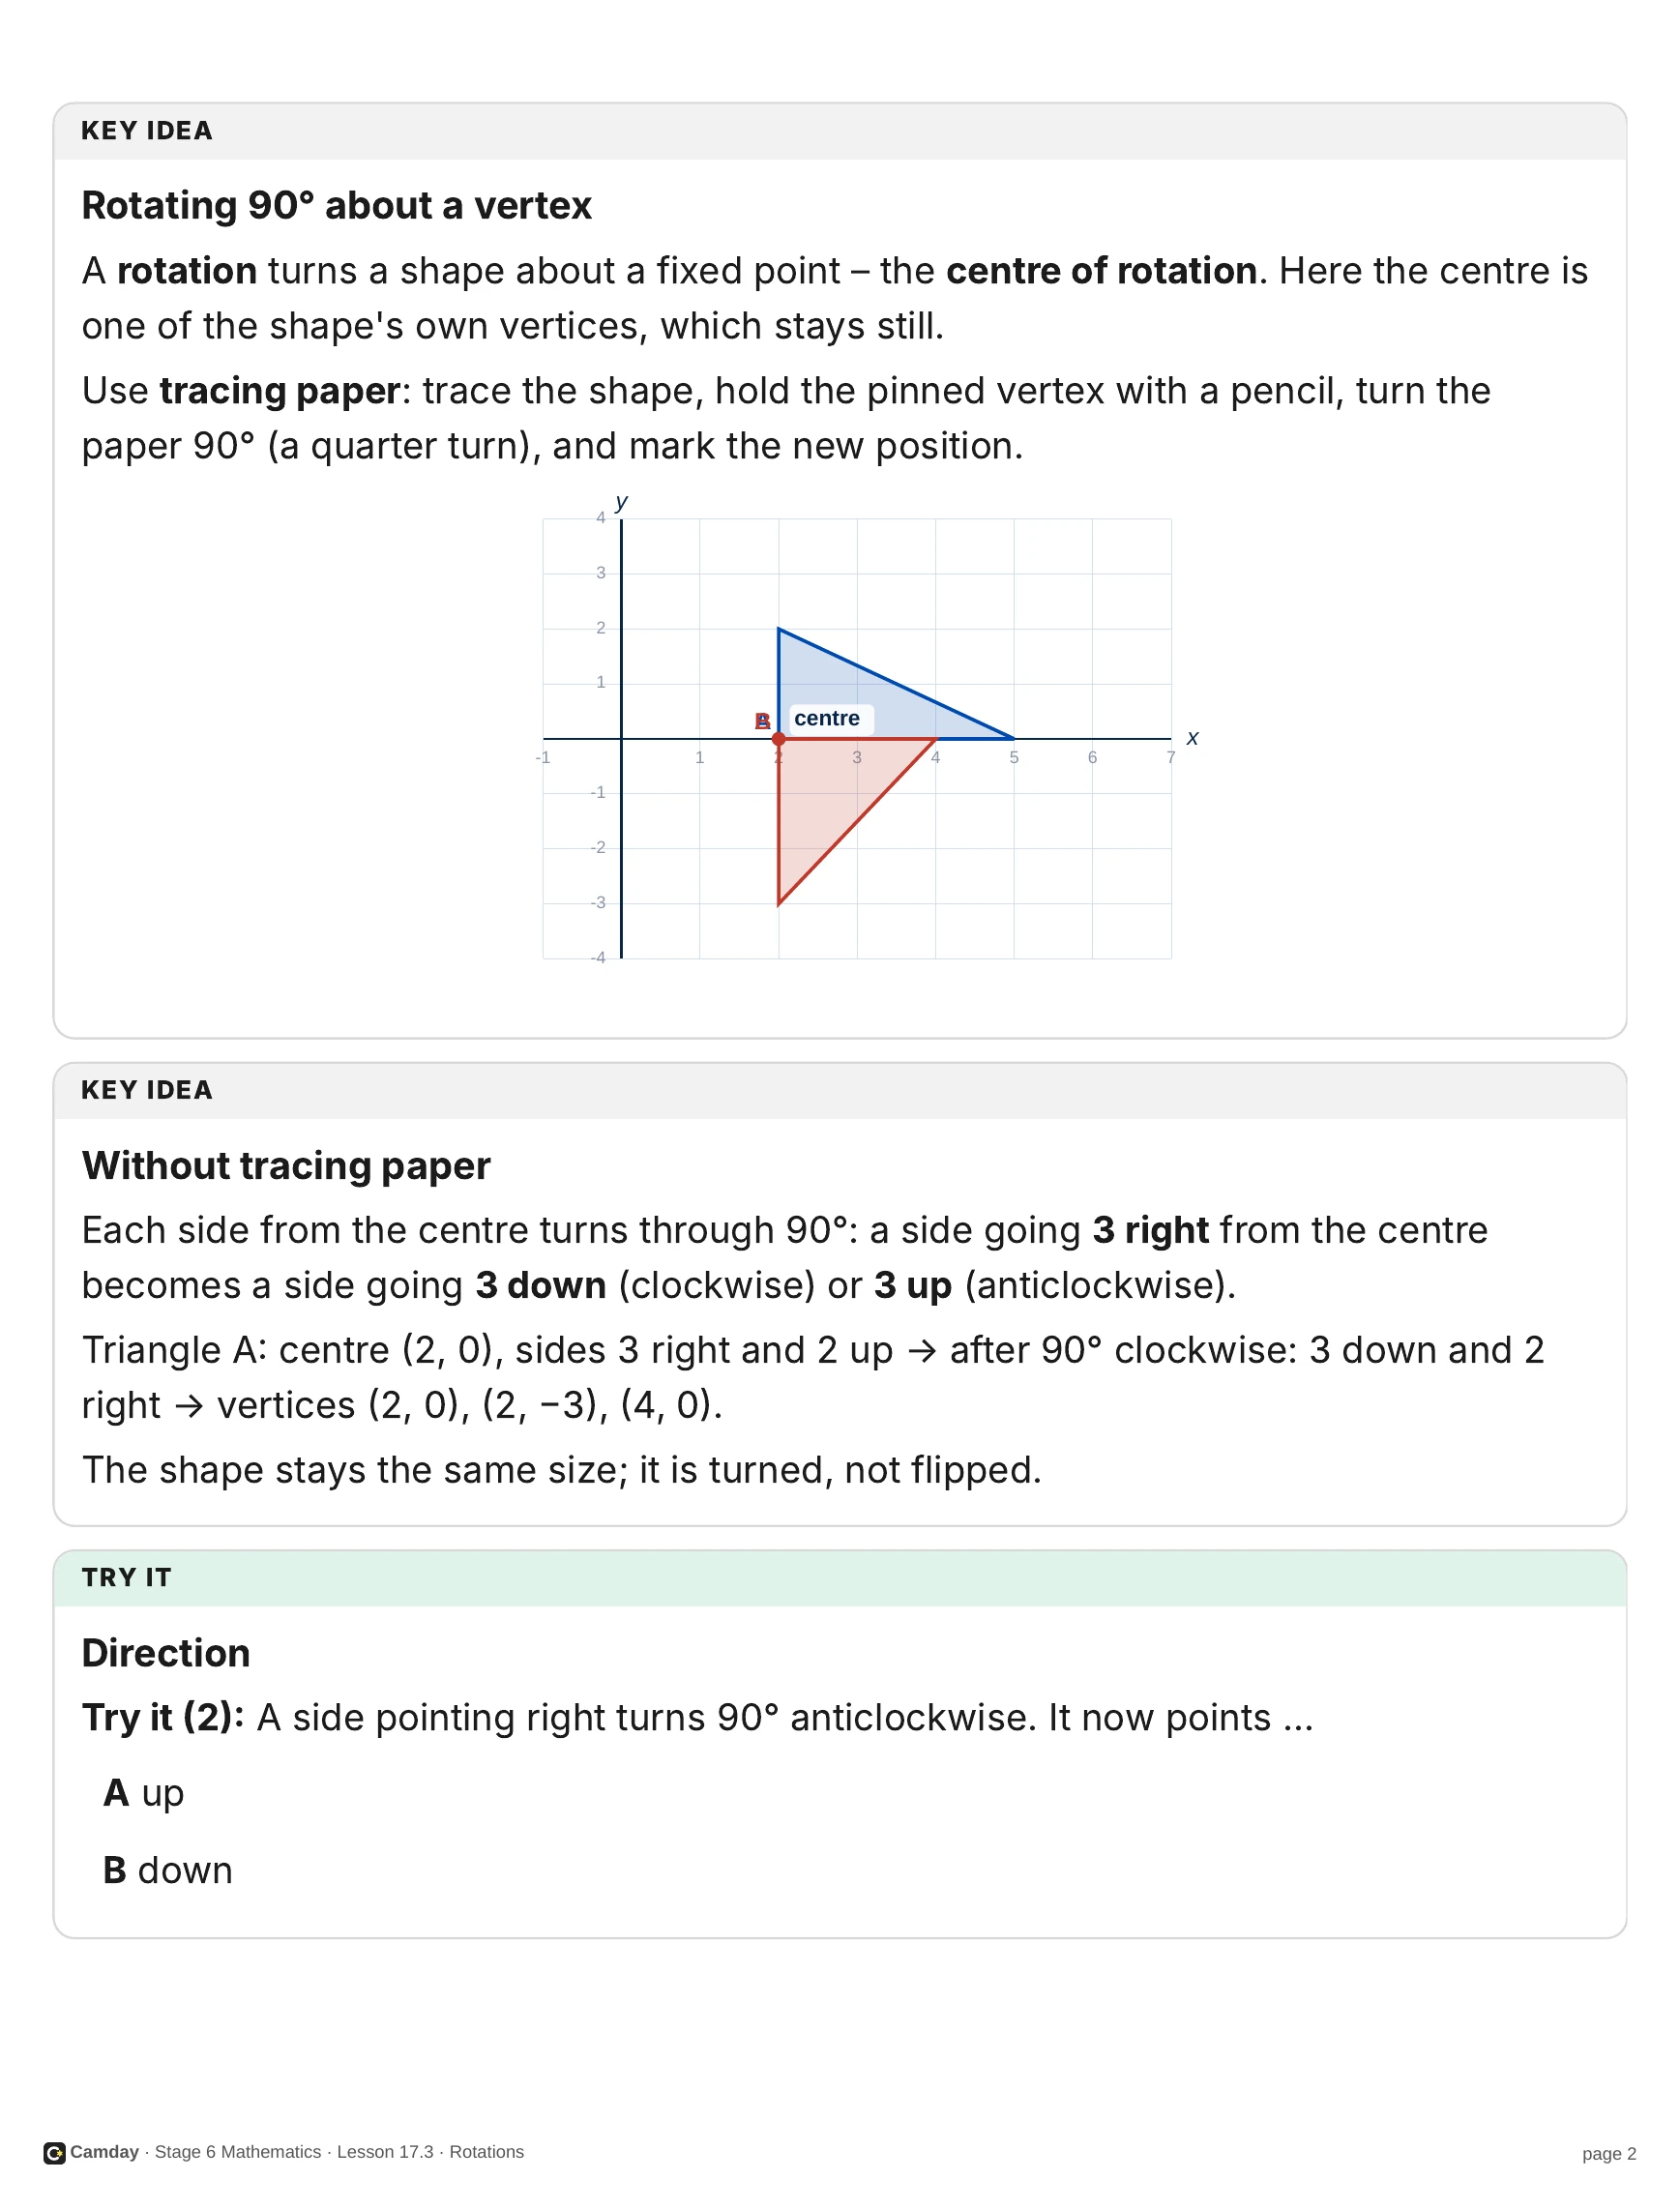 KEY IDEA
Rotating 90° about a vertex
A rotation turns a shape about a fixed point – the centre of rotation. Here the centre is
one of the shape's own vertices, which stays still.
Use tracing paper: trace the shape, hold the pinned vertex with a pencil, turn the
paper 90° (a quarter turn), and mark the new position.
y
4
3
2
1
B centre
x
-1 1 2 3 4 5 6 7
-1
-2
-3
-4
KEY IDEA
Without tracing paper
Each side from the centre turns through 90°: a side going 3 right from the centre
becomes a side going 3 down (clockwise) or 3 up (anticlockwise).
Triangle A: centre (2, 0), sides 3 right and 2 up → after 90° clockwise: 3 down and 2
right → vertices (2, 0), (2, −3), (4, 0).
The shape stays the same size; it is turned, not flipped.
TRY IT
Direction
Try it (2): A side pointing right turns 90° anticlockwise. It now points ...
A up
B down
Camday · Stage 6 Mathematics · Lesson 17.3 · Rotations
page 2